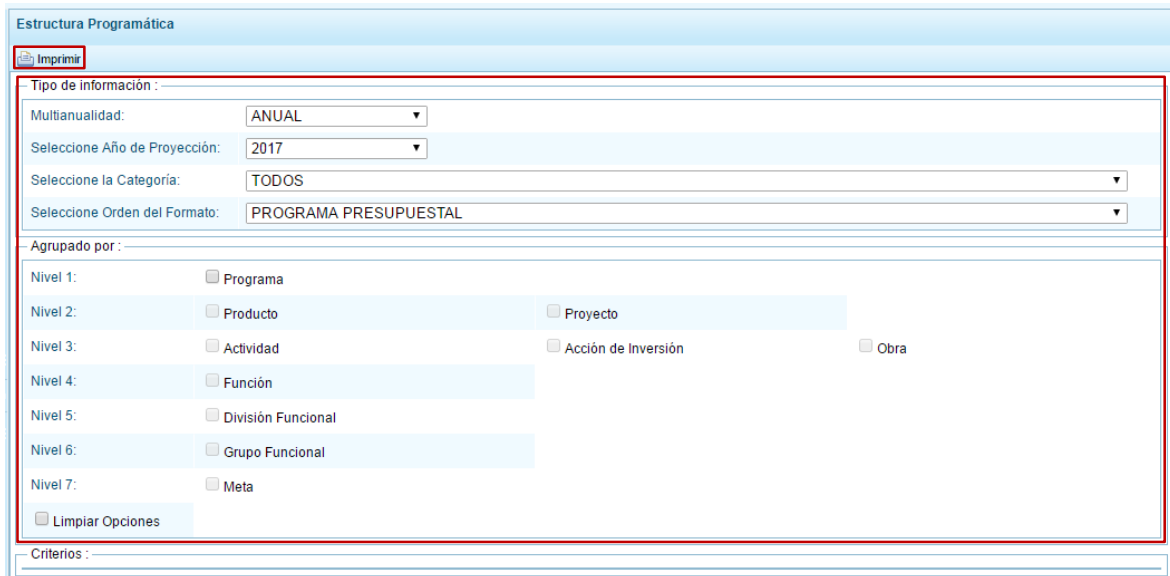 Estructura Programática
Imprimir
Tipo de información :
Multianualidad: ANUAL
Seleccione Año de Proyección: 2017
Seleccione la Categoría: TODOS
Seleccione Orden del Formato: PROGRAMA PRESUPUESTAL
Agrupado por :
Nivel 1: Programa
Nivel 2: Producto Proyecto
Nivel 3: Actividad Acción de Inversión Obra
Nivel 4: Función
Nivel 5: División Funcional
Nivel 6: Grupo Funcional
Nivel 7: Meta
Limpiar Opciones
Criterios :